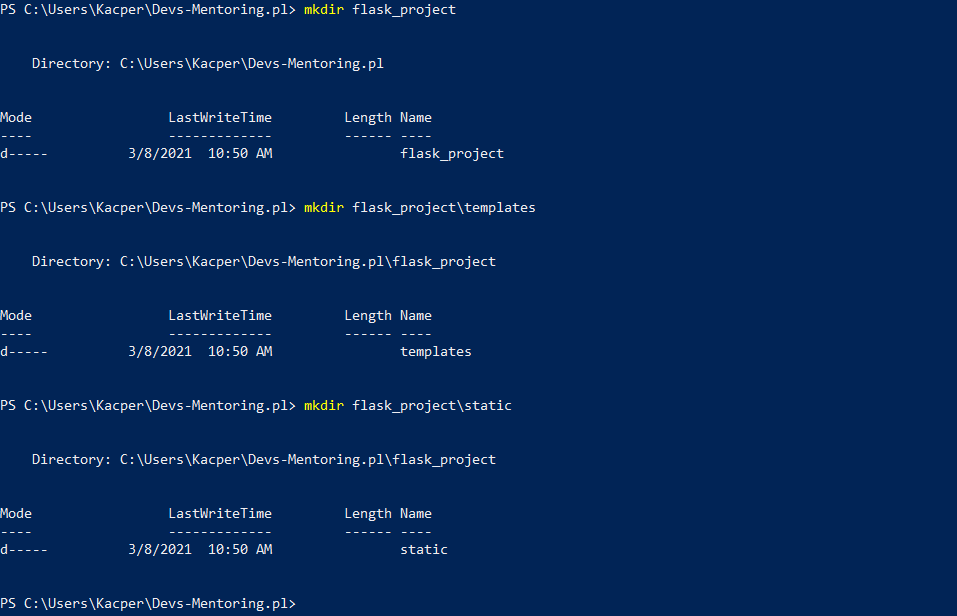 PS C:\Users\Kacper\Devs-Mentoring.pl> mkdir flask_project
    Directory: C:\Users\Kacper\Devs-Mentoring.pl
Mode                 LastWriteTime         Length Name
----                 -------------         ------ ----
d-----          3/8/2021  10:50 AM                flask_project
PS C:\Users\Kacper\Devs-Mentoring.pl> mkdir flask_project\templates
    Directory: C:\Users\Kacper\Devs-Mentoring.pl\flask_project
Mode                 LastWriteTime         Length Name
----                 -------------         ------ ----
d-----          3/8/2021  10:50 AM                templates
PS C:\Users\Kacper\Devs-Mentoring.pl> mkdir flask_project\static
    Directory: C:\Users\Kacper\Devs-Mentoring.pl\flask_project
Mode                 LastWriteTime         Length Name
----                 -------------         ------ ----
d-----          3/8/2021  10:50 AM                static
PS C:\Users\Kacper\Devs-Mentoring.pl>